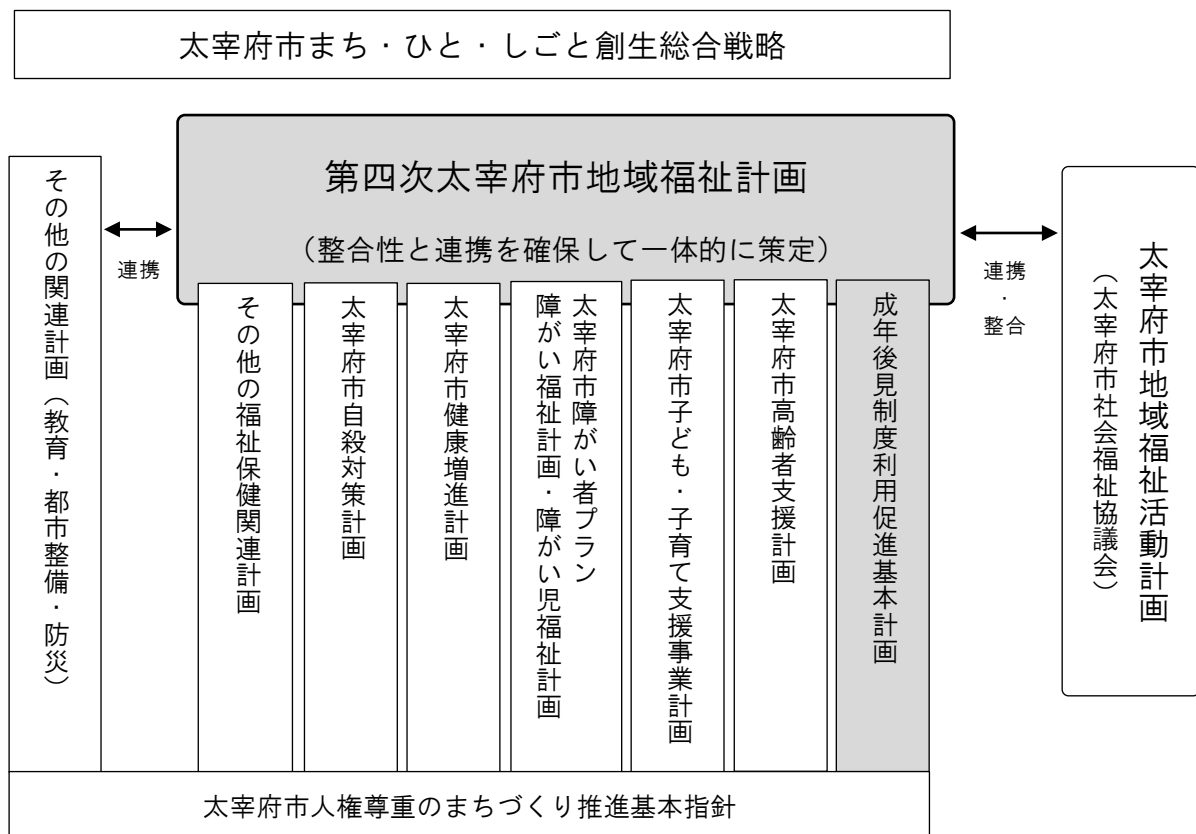 太宰府市まち・ひと・しごと創生総合戦略
第四次太宰府市地域福祉計画
（整合性と連携を確保して一体的に策定）
その他の関連計画（教育・都市整備・防災）
連携
その他の福祉保健関連計画
太宰府市自殺対策計画
太宰府市健康増進計画
太宰府市障がい者プラン
障がい福祉計画・障がい児福祉計画
太宰府市子ども・子育て支援事業計画
太宰府市高齢者支援計画
成年後見制度利用促進基本計画
連携
・
整合
太宰府市地域福祉活動計画
（太宰府市社会福祉協議会）
太宰府市人権尊重のまちづくり推進基本指針